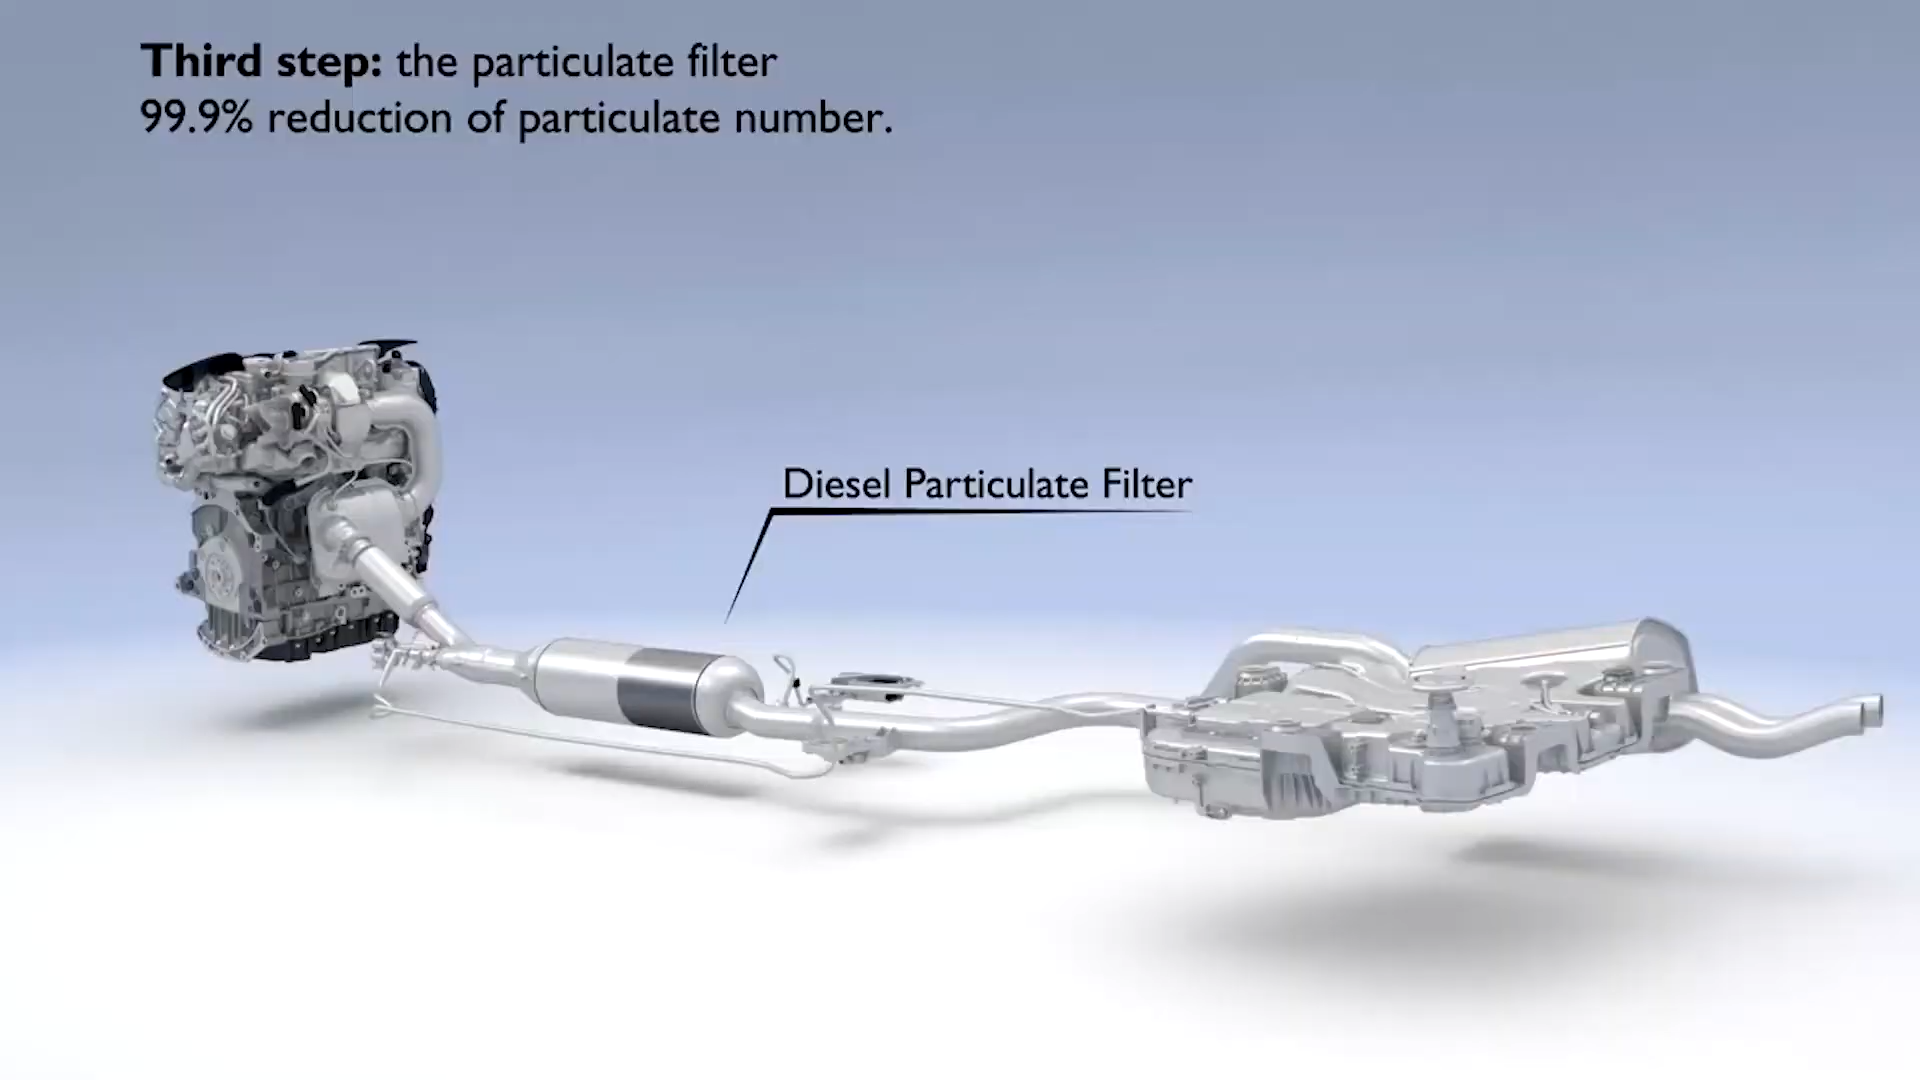 Third step: the particulate filter
99.9% reduction of particulate number.
Diesel Particulate Filter